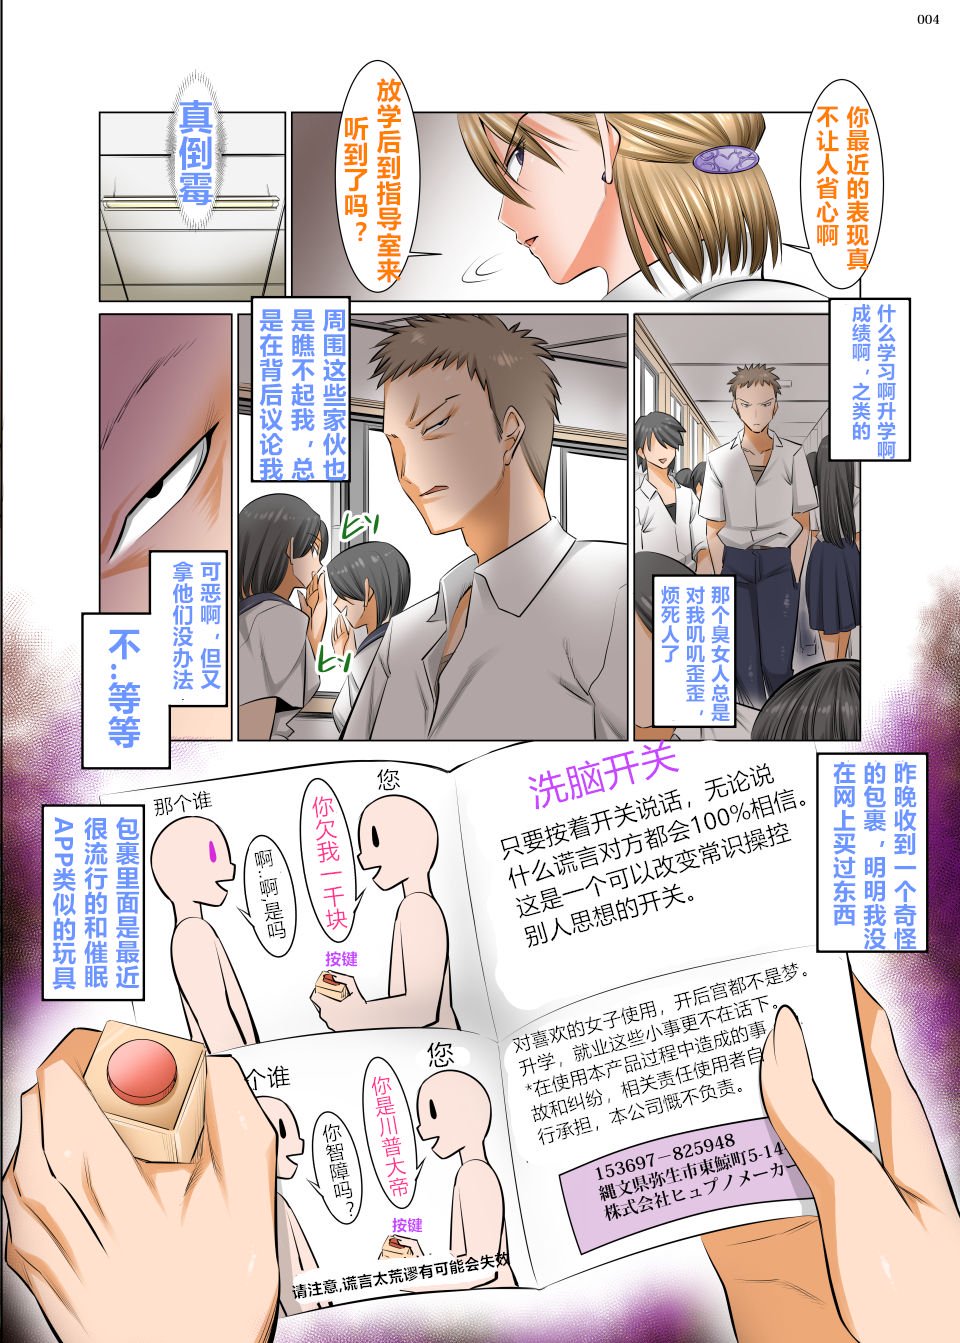 004
你最近的表现真
不让人省心啊
放学后到指导室来
听到了吗？
真倒霉
什么学习啊升学啊
成绩啊，之类的
那个臭女人总是
对我叽叽歪歪，
烦死人了
周围这些家伙也
是瞧不起我，总
是在背后议论我
ヒソ
ヒソ
可恶啊，但又
拿他们没办法
不..等等
昨晚收到一个奇怪
的包裹，明明我没
在网上买过东西
包裹里面是最近
很流行的和催眠
APP类似的玩具
那个谁
您
你欠我一千块
啊..啊,是吗
按键
个谁
您
你是川普大帝
你智障吗？
按键
请注意,谎言太荒谬有可能会失效
洗脑开关
只要按着开关说话，无论说
什么谎言对方都会100%相信。
这是一个可以改变常识操控
别人思想的开关。
对喜欢的女子使用，开后宫都不是梦。
升学，就业这些小事更不在话下。
*在使用本产品过程中造成的事
故和纠纷，相关责任使用者自
行承担，本公司慨不负责。
153697－825948
縄文県弥生市東鯨町5-14
株式会社ヒュプノメーカー